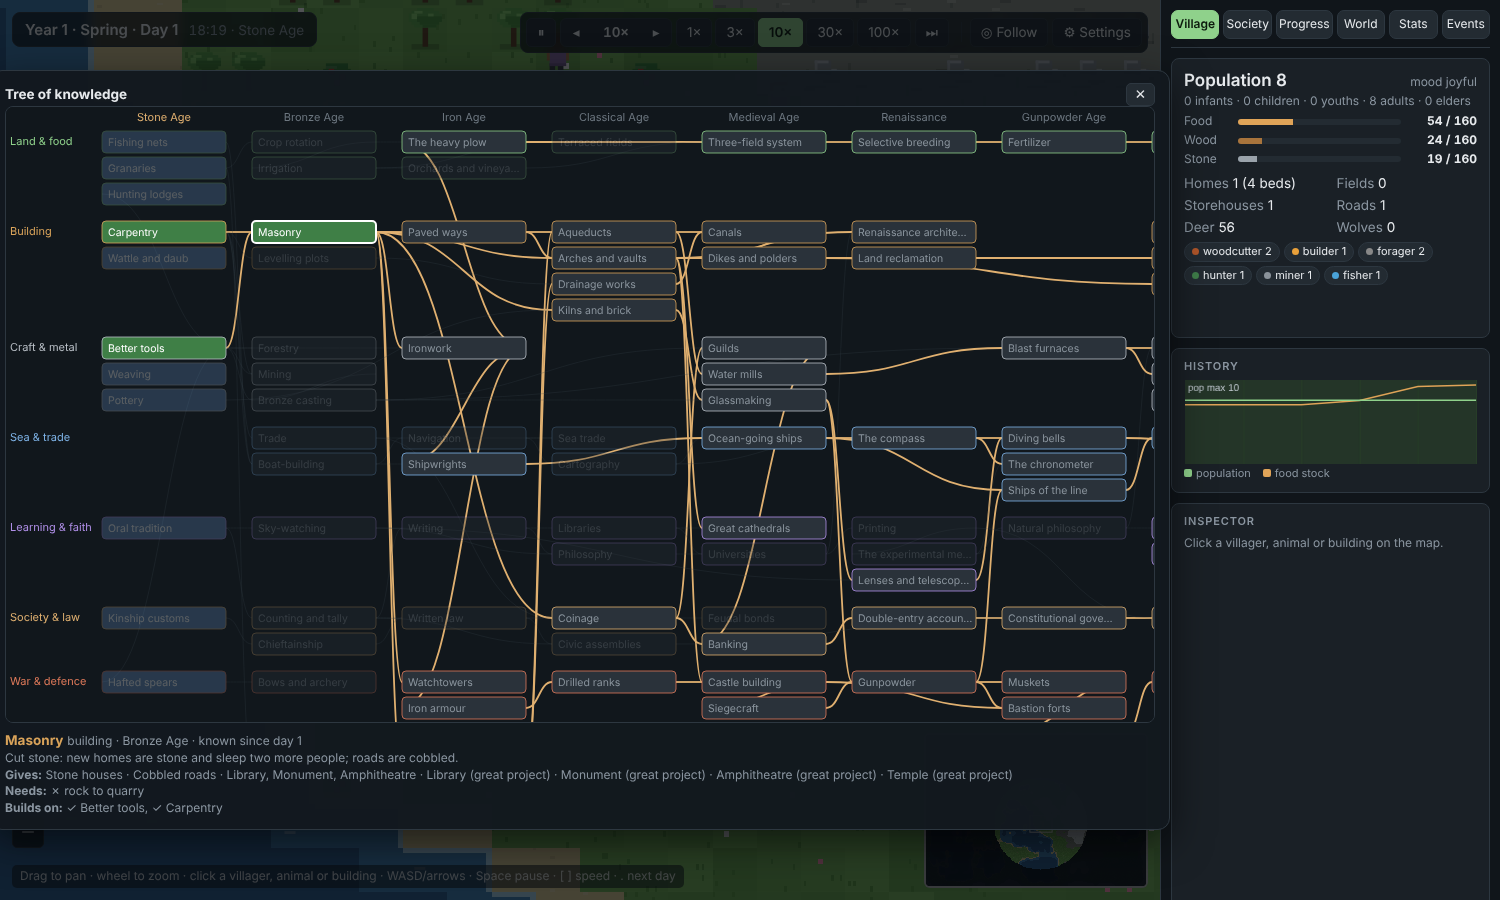 Year 1 · Spring · Day 1 18:19 · Stone Age
10× 1× 3× 10× 30× 100× Follow Settings
Village Society Progress World Stats Events
Tree of knowledge
Stone Age Bronze Age Iron Age Classical Age Medieval Age Renaissance Gunpowder Age
Land & food Fishing nets Crop rotation The heavy plow Terraced fields Three-field system Selective breeding Fertilizer
Granaries Irrigation Orchards and vineya...
Hunting lodges
Building Carpentry Masonry Paved ways Aqueducts Canals Renaissance archite...
Wattle and daub Levelling plots Arches and vaults Dikes and polders Land reclamation
Drainage works
Kilns and brick
Craft & metal Better tools Forestry Ironwork Guilds Blast furnaces
Weaving Mining Water mills
Pottery Bronze casting Glassmaking
Sea & trade Trade Navigation Sea trade Ocean-going ships The compass Diving bells
Boat-building Shipwrights Cartography The chronometer
Ships of the line
Learning & faith Oral tradition Sky-watching Writing Libraries Great cathedrals Printing Natural philosophy
Philosophy Universities The experimental me...
Lenses and telescop...
Society & law Kinship customs Counting and tally Written law Coinage Feudal bonds Double-entry accoun... Constitutional gove...
Chieftainship Civic assemblies Banking
War & defence Hafted spears Bows and archery Watchtowers Drilled ranks Castle building Gunpowder Muskets
Iron armour Siegecraft Bastion forts
Masonry building · Bronze Age · known since day 1
Cut stone: new homes are stone and sleep two more people; roads are cobbled.
Gives: Stone houses · Cobbled roads · Library, Monument, Amphitheatre · Library (great project) · Monument (great project) · Amphitheatre (great project) · Temple (great project)
Needs: × rock to quarry
Builds on: ✓ Better tools, ✓ Carpentry
Drag to pan · wheel to zoom · click a villager, animal or building · WASD/arrows · Space pause · [ ] speed · . next day
Population 8 mood joyful
0 infants · 0 children · 0 youths · 8 adults · 0 elders
Food 54 / 160
Wood 24 / 160
Stone 19 / 160
Homes 1 (4 beds) Fields 0
Storehouses 1 Roads 1
Deer 56 Wolves 0
woodcutter 2 builder 1 forager 2
hunter 1 miner 1 fisher 1
HISTORY
pop max 10
population food stock
INSPECTOR
Click a villager, animal or building on the map.